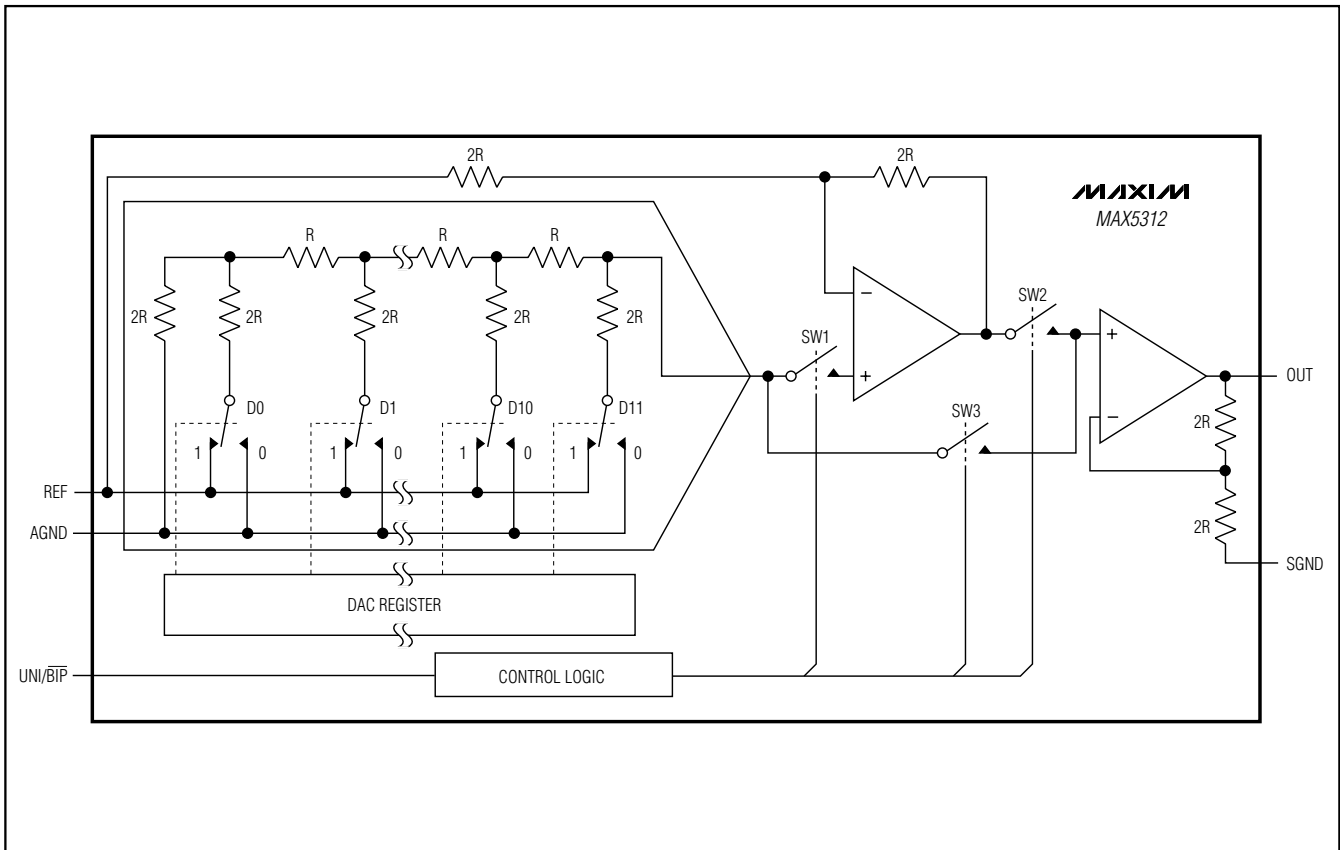 2R
2R
MAXIM
MAX5312
R
R
R
2R
2R
2R
2R
2R
SW2
SW1
+
−
+
−
OUT
D0
D1
D10
D11
SW3
2R
1
0
1
0
1
0
1
0
REF
AGND
2R
SGND
DAC REGISTER
UNI/B̅I̅P̅
CONTROL LOGIC